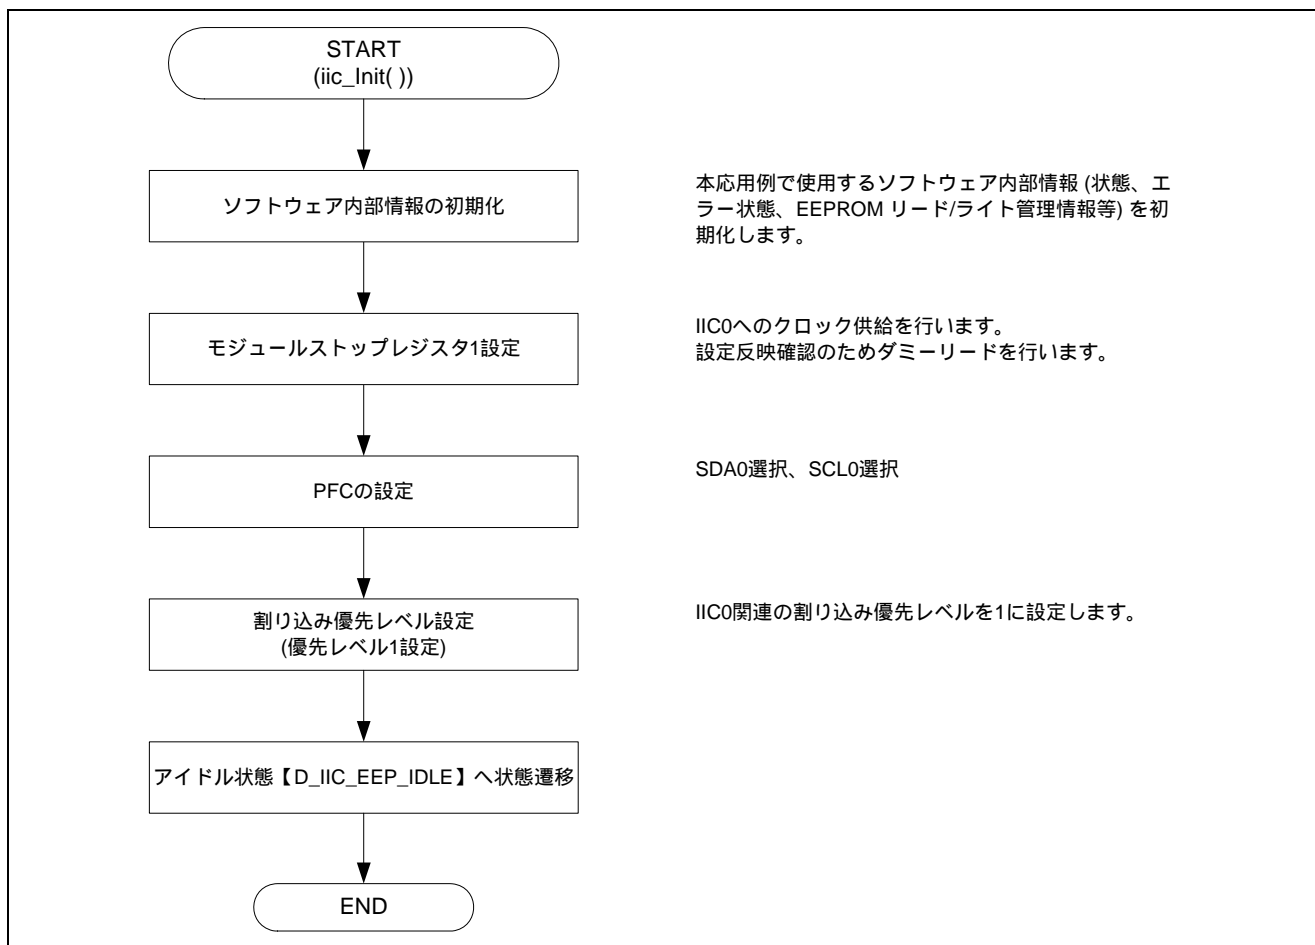 START
(iic_Init( ))
ソフトウェア内部情報の初期化
本応用例で使用するソフトウェア内部情報 (状態、エ
ラー状態、EEPROM リード/ライト管理情報等) を初
期化します。
モジュールストップレジスタ1設定
IIC0へのクロック供給を行います。
設定反映確認のためダミーリードを行います。
PFCの設定
SDA0選択、SCL0選択
割り込み優先レベル設定
(優先レベル1設定)
IIC0関連の割り込み優先レベルを1に設定します。
アイドル状態【D_IIC_EEP_IDLE】へ状態遷移
END